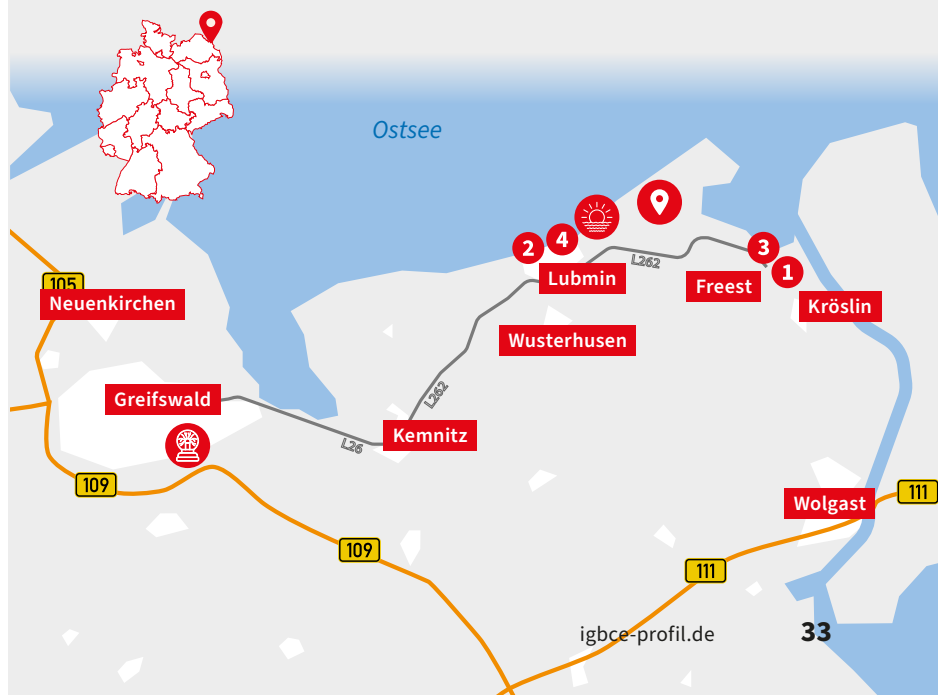 Ostsee
2
4
3
1
L262
Lubmin
Freest
Kröslin
105
Neuenkirchen
Wusterhusen
L262
Greifswald
L26
Kemnitz
109
111
Wolgast
109
111
igbce-profil.de
33